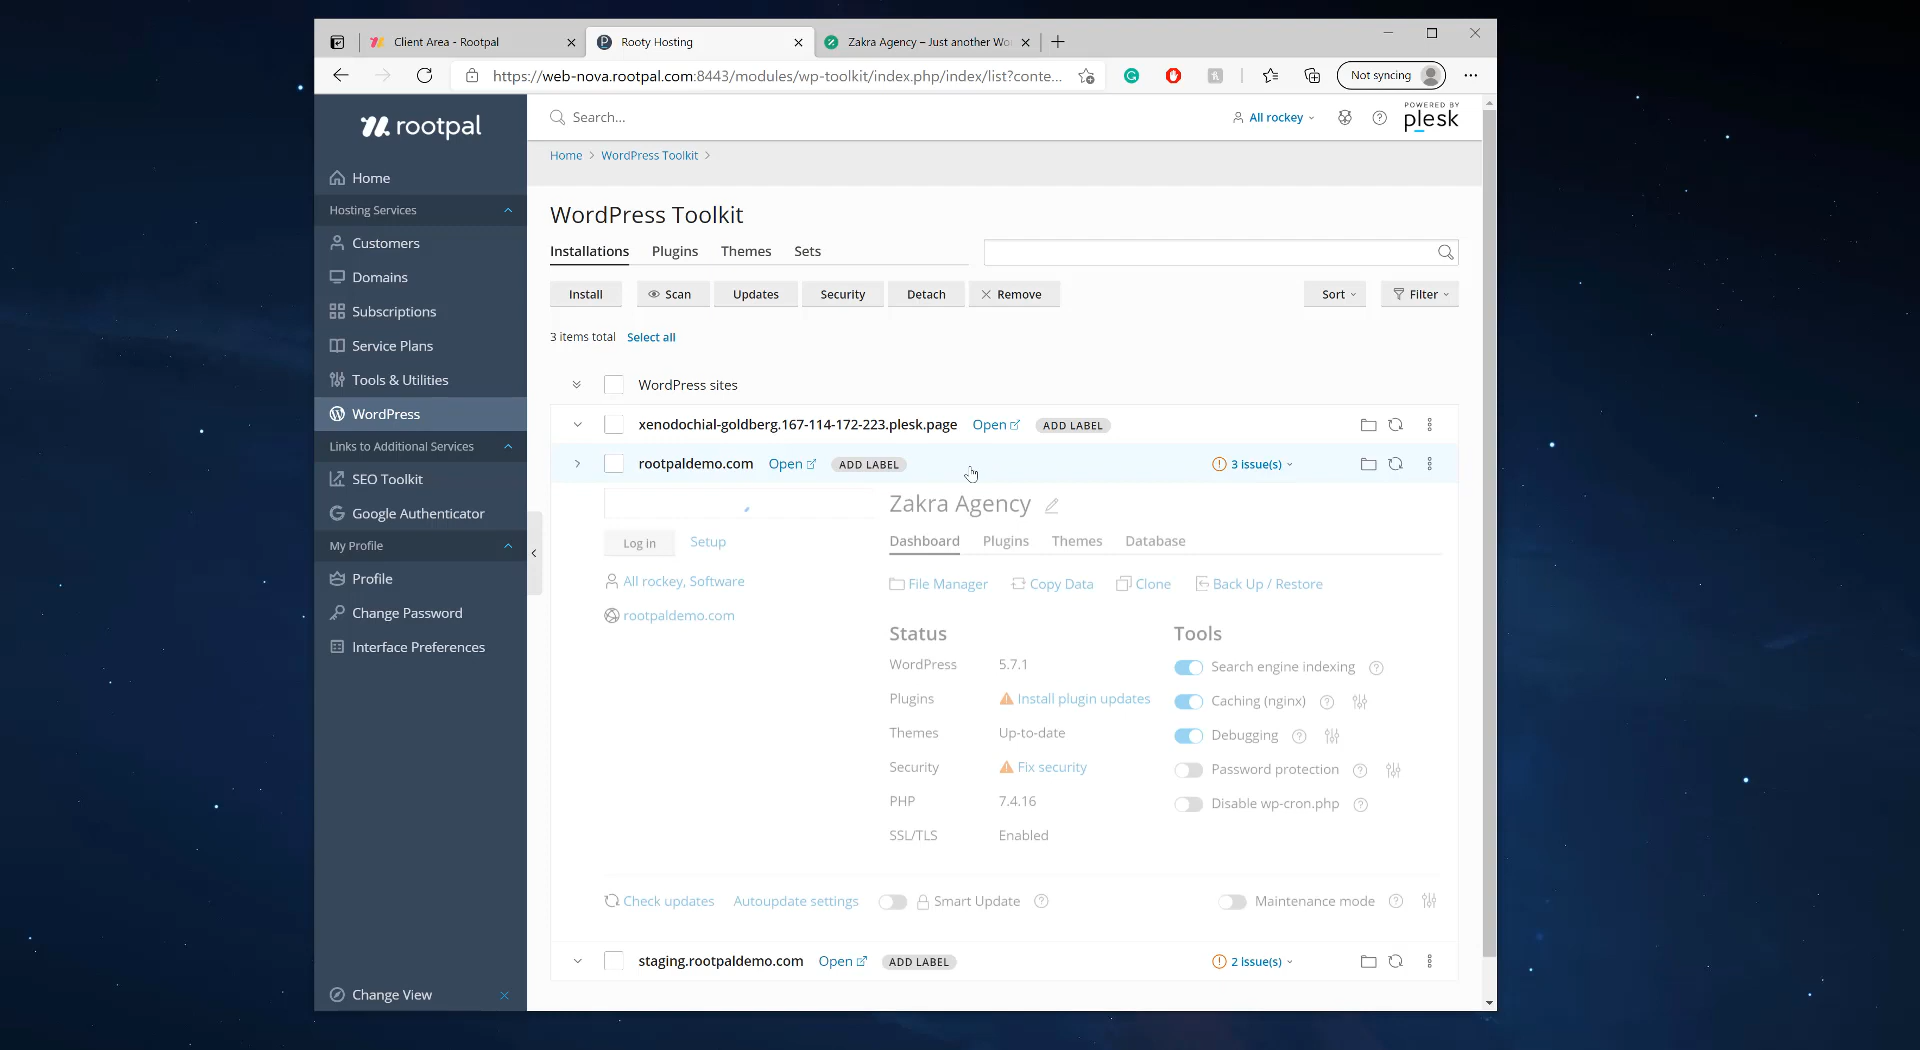 Client Area - Rootpal
Rooty Hosting
Zakra Agency – Just another Wo
https://web-nova.rootpal.com:8443/modules/wp-toolkit/index.php/index/list?conte...
Not syncing
rootpal
Search...
All rockey
POWERED BY
plesk
Home > WordPress Toolkit >
Home
Hosting Services
Customers
Domains
Subscriptions
Service Plans
Tools & Utilities
WordPress
Links to Additional Services
SEO Toolkit
Google Authenticator
My Profile
Profile
Change Password
Interface Preferences
Change View
WordPress Toolkit
Installations Plugins Themes Sets
Install Scan Updates Security Detach Remove Sort Filter
3 items total Select all
WordPress sites
xenodochial-goldberg.167-114-172-223.plesk.page Open ADD LABEL
rootpaldemo.com Open ADD LABEL 3 issue(s)
Zakra Agency
Log in Setup
Dashboard Plugins Themes Database
All rockey, Software
File Manager Copy Data Clone Back Up / Restore
rootpaldemo.com
Status
WordPress 5.7.1
Plugins Install plugin updates
Themes Up-to-date
Security Fix security
PHP 7.4.16
SSL/TLS Enabled
Tools
Search engine indexing
Caching (nginx)
Debugging
Password protection
Disable wp-cron.php
Check updates Autoupdate settings Smart Update Maintenance mode
staging.rootpaldemo.com Open ADD LABEL 2 issue(s)